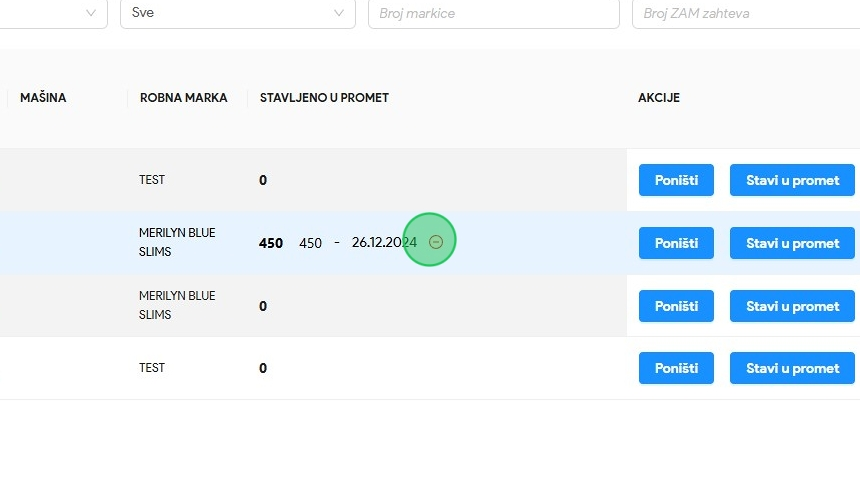 Sve
Broj markice
Broj ZAM zahteva
MAŠINA
ROBNA MARKA
STAVLJENO U PROMET
AKCIJE
TEST
0
Poništi
Stavi u promet
MERILYN BLUE
SLIMS
450 450 - 26.12.2024
Poništi
Stavi u promet
MERILYN BLUE
SLIMS
0
Poništi
Stavi u promet
TEST
0
Poništi
Stavi u promet